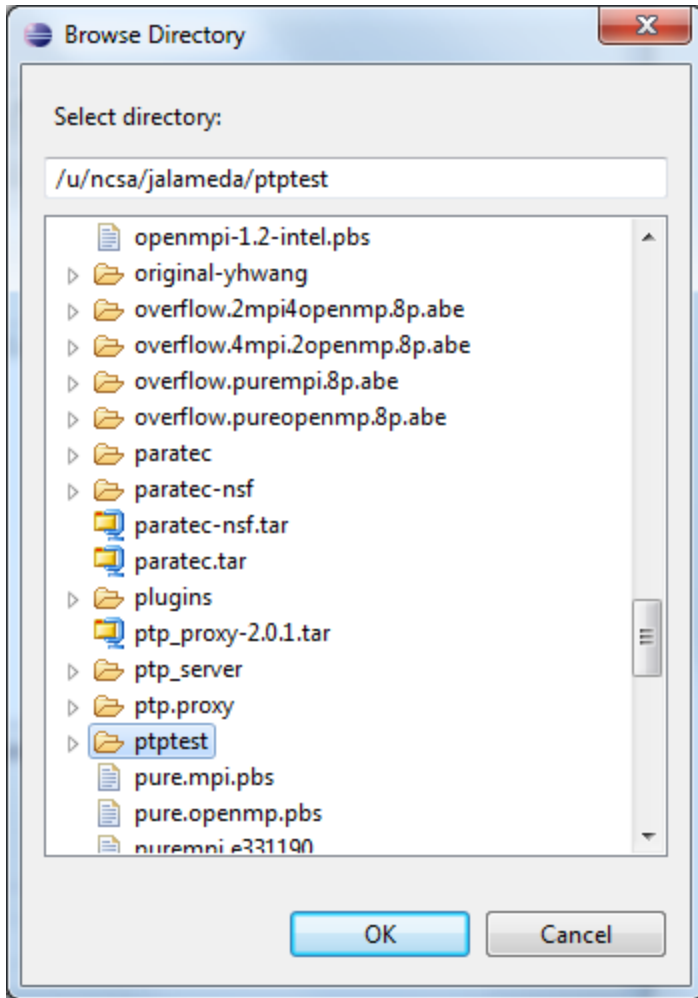 Browse Directory
Select directory:
/u/ncsa/jalameda/ptptest
openmpi-1.2-intel.pbs
original-yhwang
overflow.2mpi4openmp.8p.abe
overflow.4mpi.2openmp.8p.abe
overflow.purempi.8p.abe
overflow.pureopenmp.8p.abe
paratec
paratec-nsf
paratec-nsf.tar
paratec.tar
plugins
ptp_proxy-2.0.1.tar
ptp_server
ptp.proxy
ptptest
pure.mpi.pbs
pure.openmp.pbs
purempi.e331190
OK Cancel